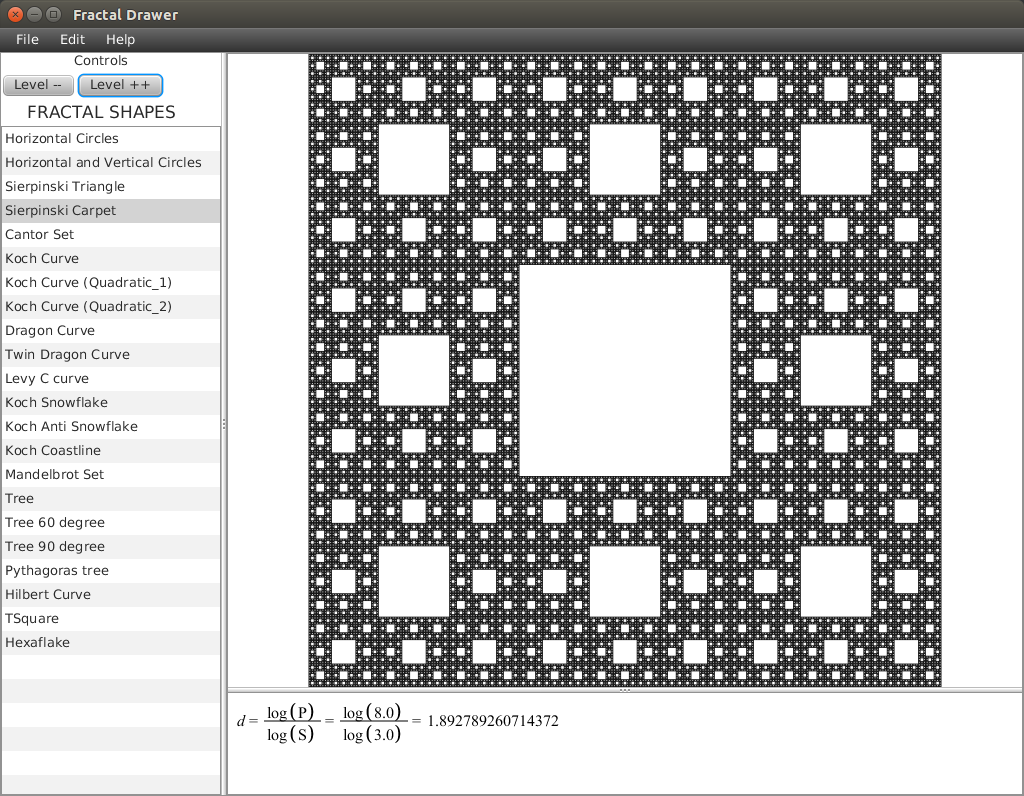 Fractal Drawer
File Edit Help
Controls
Level -- Level ++
FRACTAL SHAPES
Horizontal Circles
Horizontal and Vertical Circles
Sierpinski Triangle
Sierpinski Carpet
Cantor Set
Koch Curve
Koch Curve (Quadratic_1)
Koch Curve (Quadratic_2)
Dragon Curve
Twin Dragon Curve
Levy C curve
Koch Snowflake
Koch Anti Snowflake
Koch Coastline
Mandelbrot Set
Tree
Tree 60 degree
Tree 90 degree
Pythagoras tree
Hilbert Curve
TSquare
Hexaflake
d = log(P) / log(S) = log(8.0) / log(3.0) = 1.892789260714372